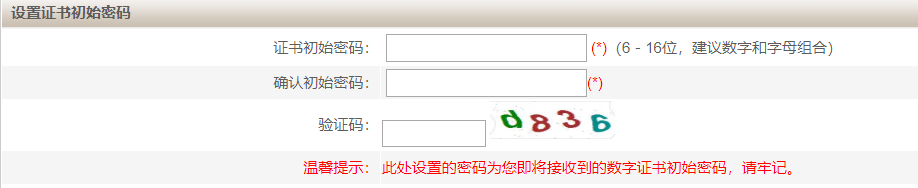 设置证书初始密码
证书初始密码： (*)（6 - 16位，建议数字和字母组合）
确认初始密码： (*)
验证码： d836
温馨提示：此处设置的密码为您即将接收到的数字证书初始密码，请牢记。